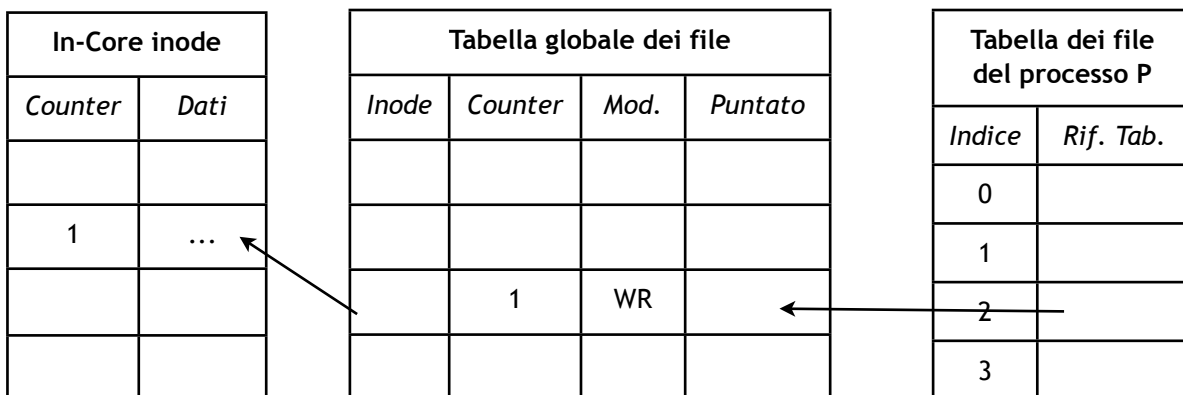 In-Core inode
Counter Dati
1 ...
Tabella globale dei file
Inode Counter Mod. Puntato
1 WR
Tabella dei file
del processo P
Indice Rif. Tab.
0
1
2
3